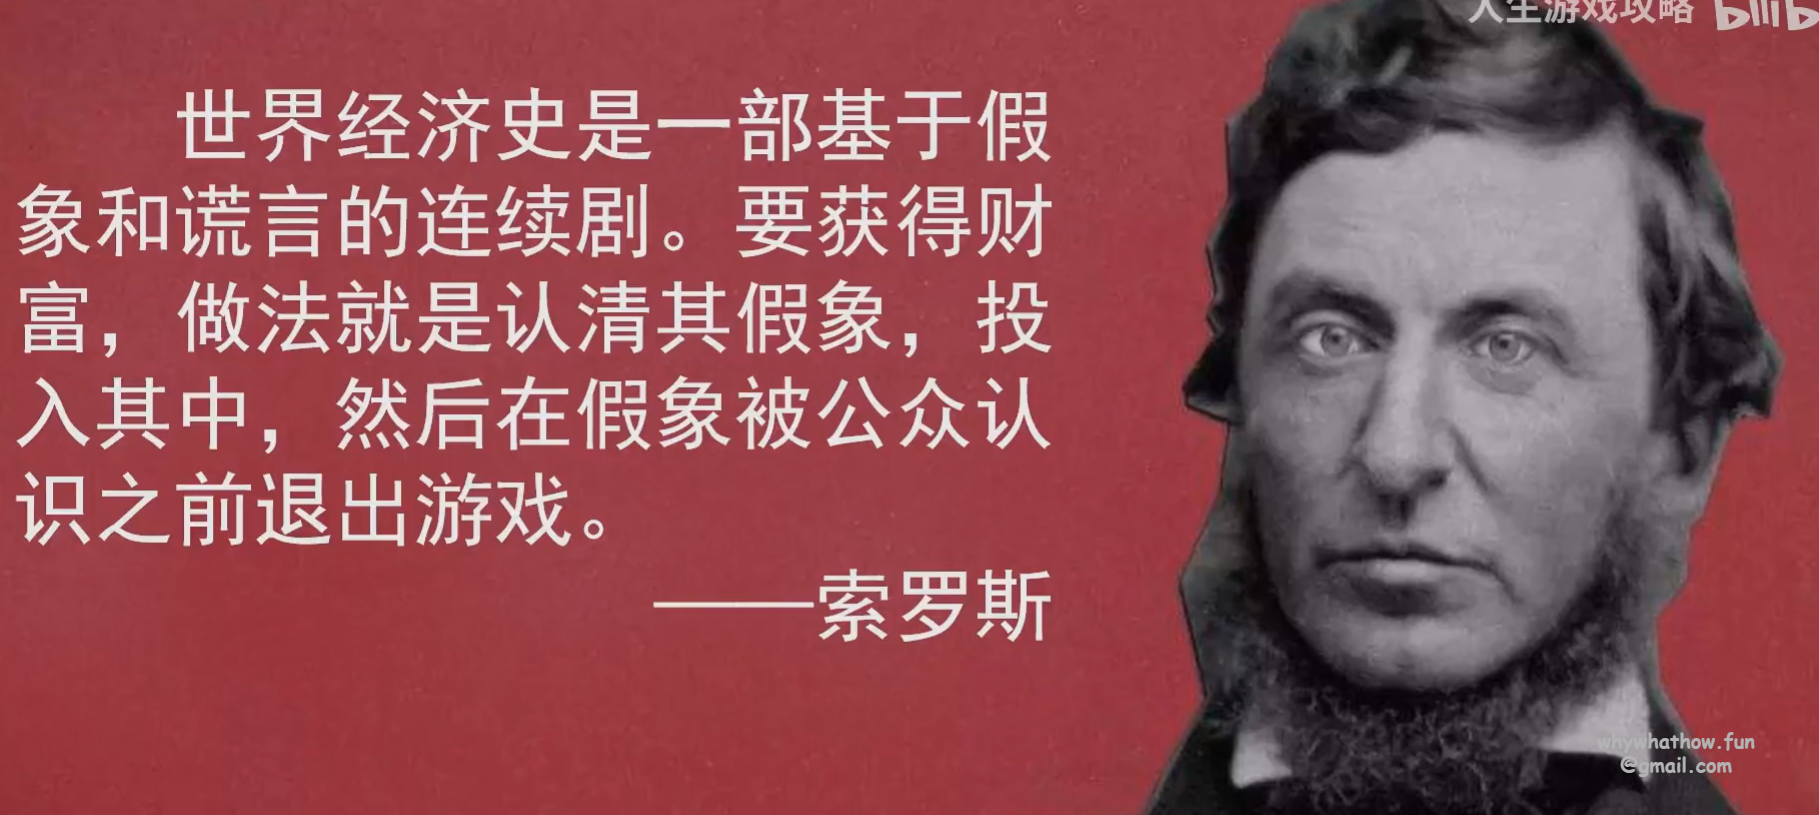 人生游戏攻略 bilib
世界经济史是一部基于假
象和谎言的连续剧。要获得财
富，做法就是认清其假象，投
入其中，然后在假象被公众认
识之前退出游戏。
——索罗斯
whywhathow.fun
@gmail.com